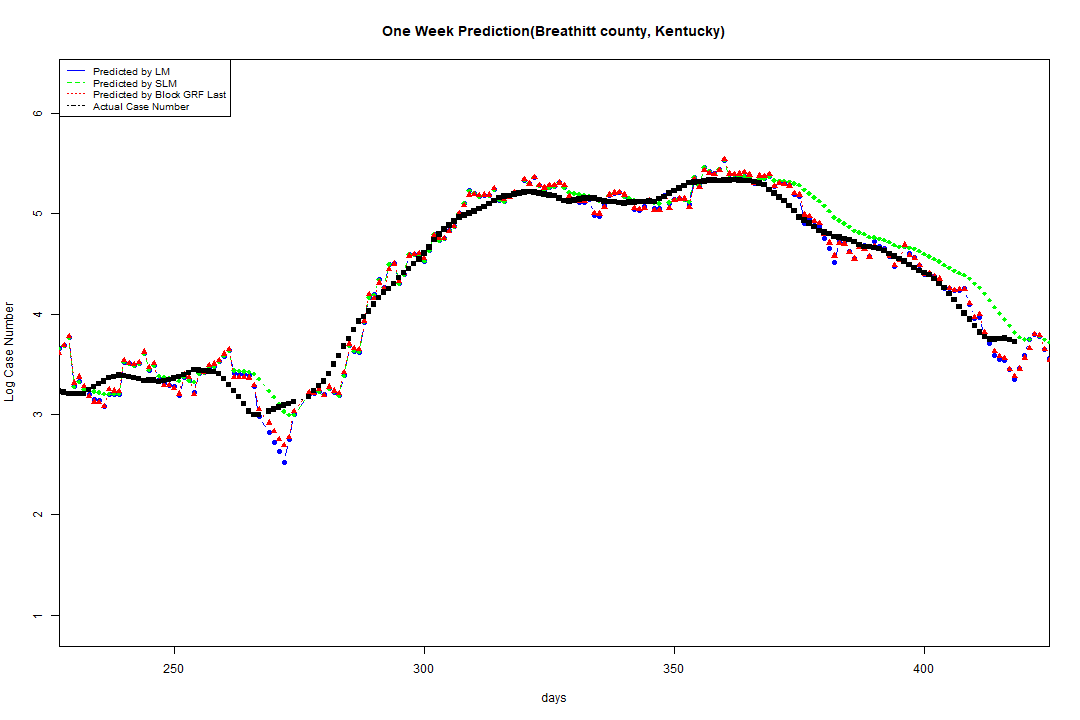 One Week Prediction(Breathitt county, Kentucky)
Predicted by LM
Predicted by SLM
Predicted by Block GRF Last
Actual Case Number
Log Case Number
6
5
4
3
2
1
250 300 350 400
days